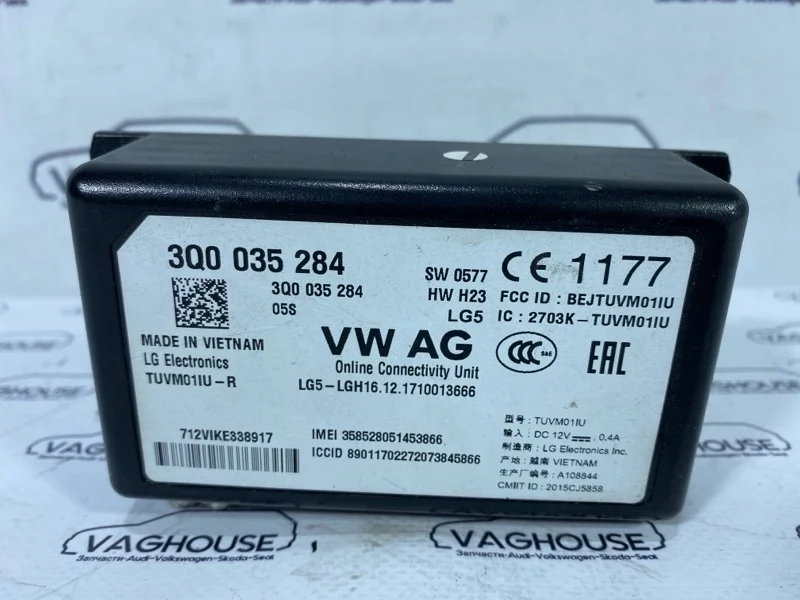 3Q0 035 284
3Q0 035 284
05S
SW 0577
HW H23
LG5
CE 1177
FCC ID : BEJTUVM01IU
IC : 2703K-TUVM01IU
MADE IN VIETNAM
LG Electronics
TUVM01IU-R
VW AG
Online Connectivity Unit
LG5-LGH16.12.1710013666
CCC S&E
EAC
712VIKE338917
IMEI 358528051453866
ICCID 89011702272073845866
型号 : TUVM01IU
输入 : DC 12V⎓, 0.4A
制造商 : LG Electronics Inc.
产地 : 越南 VIETNAM
生产厂编号 : A108844
CMIIT ID : 2015CJ5858
VAGHOUSE
Запчасти-Audi-Volkswagen-Skoda-Seat
VAGHOUSE
Запчасти-Audi-Volkswagen-Skoda-Seat